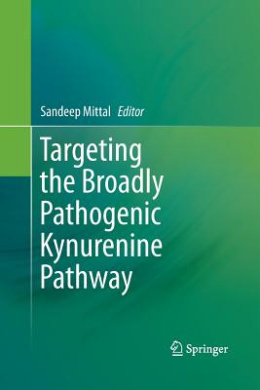 Sandeep Mittal Editor
Targeting
the Broadly
Pathogenic
Kynurenine
Pathway
Springer